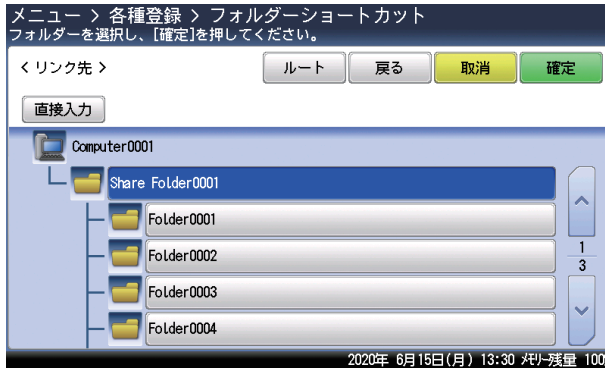 メニュー > 各種登録 > フォルダーショートカット
フォルダーを選択し、[確定]を押してください。
< リンク先 >
ルート
戻る
取消
確定
直接入力
Computer0001
Share Folder0001
Folder0001
Folder0002
Folder0003
Folder0004
1
3
2020年 6月15日(月) 13:30 メモリー残量 100